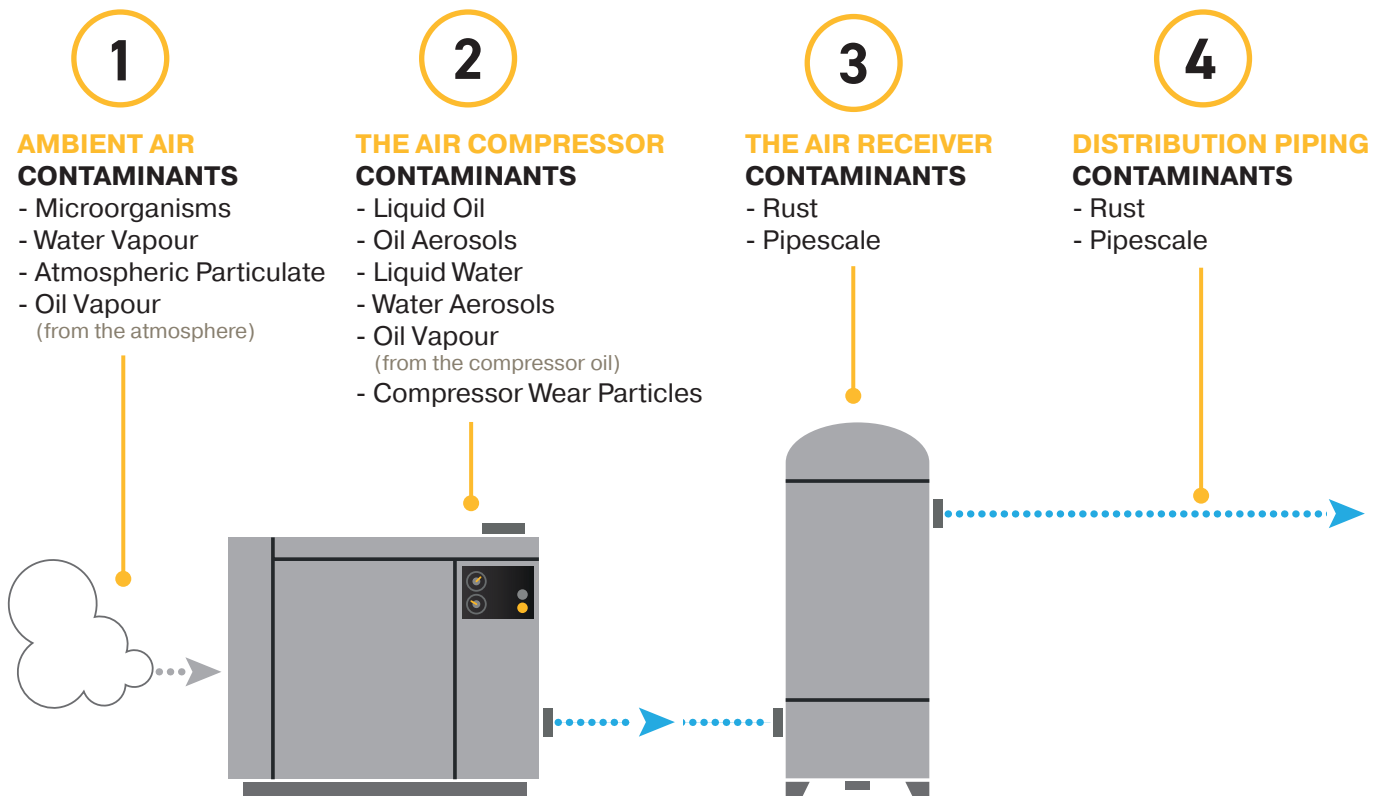 1
AMBIENT AIR
CONTAMINANTS
- Microorganisms
- Water Vapour
- Atmospheric Particulate
- Oil Vapour
(from the atmosphere)
2
THE AIR COMPRESSOR
CONTAMINANTS
- Liquid Oil
- Oil Aerosols
- Liquid Water
- Water Aerosols
- Oil Vapour
(from the compressor oil)
- Compressor Wear Particles
3
THE AIR RECEIVER
CONTAMINANTS
- Rust
- Pipescale
4
DISTRIBUTION PIPING
CONTAMINANTS
- Rust
- Pipescale